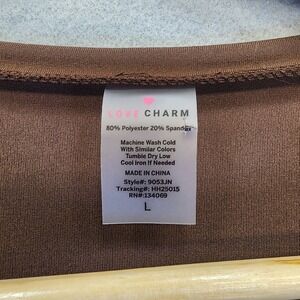 LOVE CHARM
80% Polyester 20% Spandex
Machine Wash Cold
With Similar Colors
Tumble Dry Low
Cool Iron If Needed
MADE IN CHINA
Style#: 9053JN
Tracking#: HH25015
RN#:134069
L